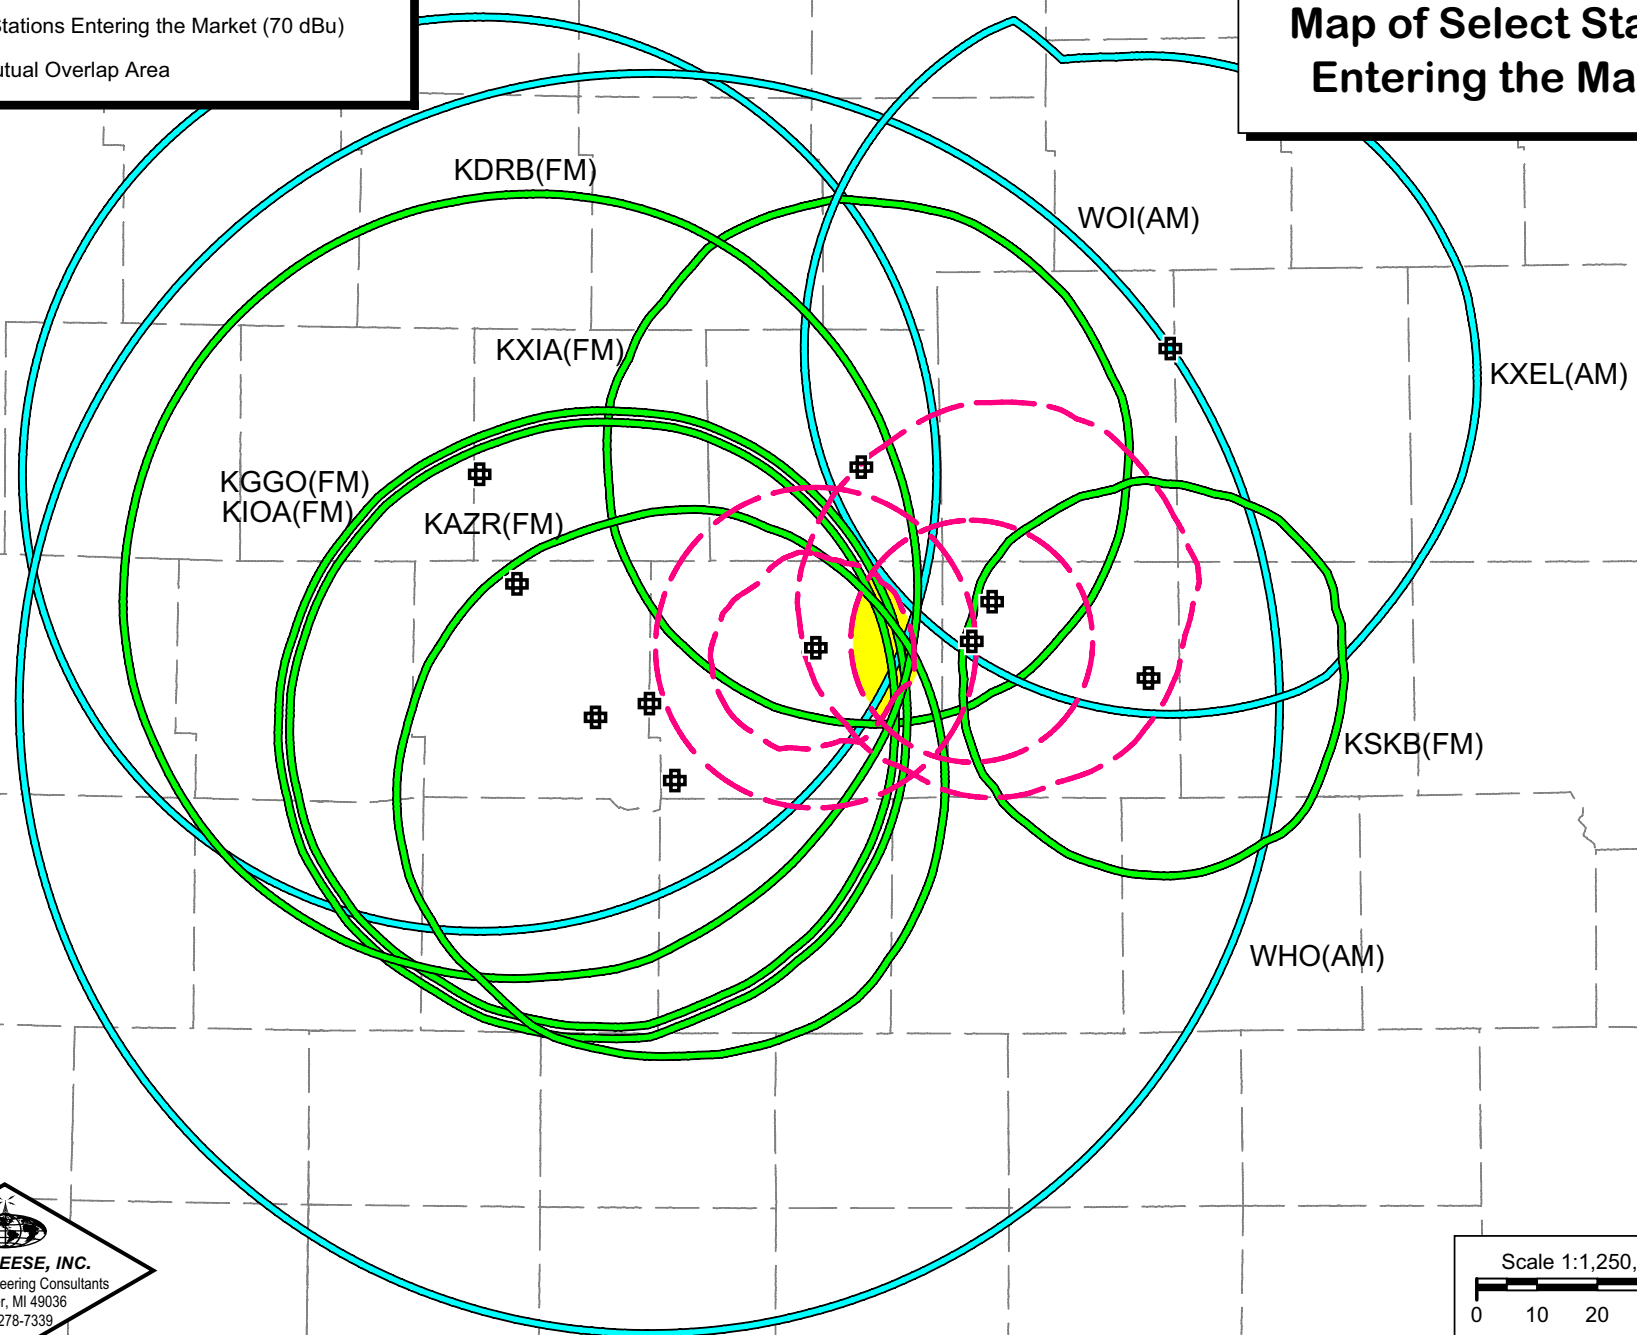 Stations Entering the Market (70 dBu)
Mutual Overlap Area
Map of Select Sta
Entering the Ma
KDRB(FM)
WOI(AM)
KXIA(FM)
KXEL(AM)
KGGO(FM)
KIOA(FM)
KAZR(FM)
KSKB(FM)
WHO(AM)
EESE, INC.
eering Consultants
r, MI 49036
278-7339
Scale 1:1,250,
0 10 20